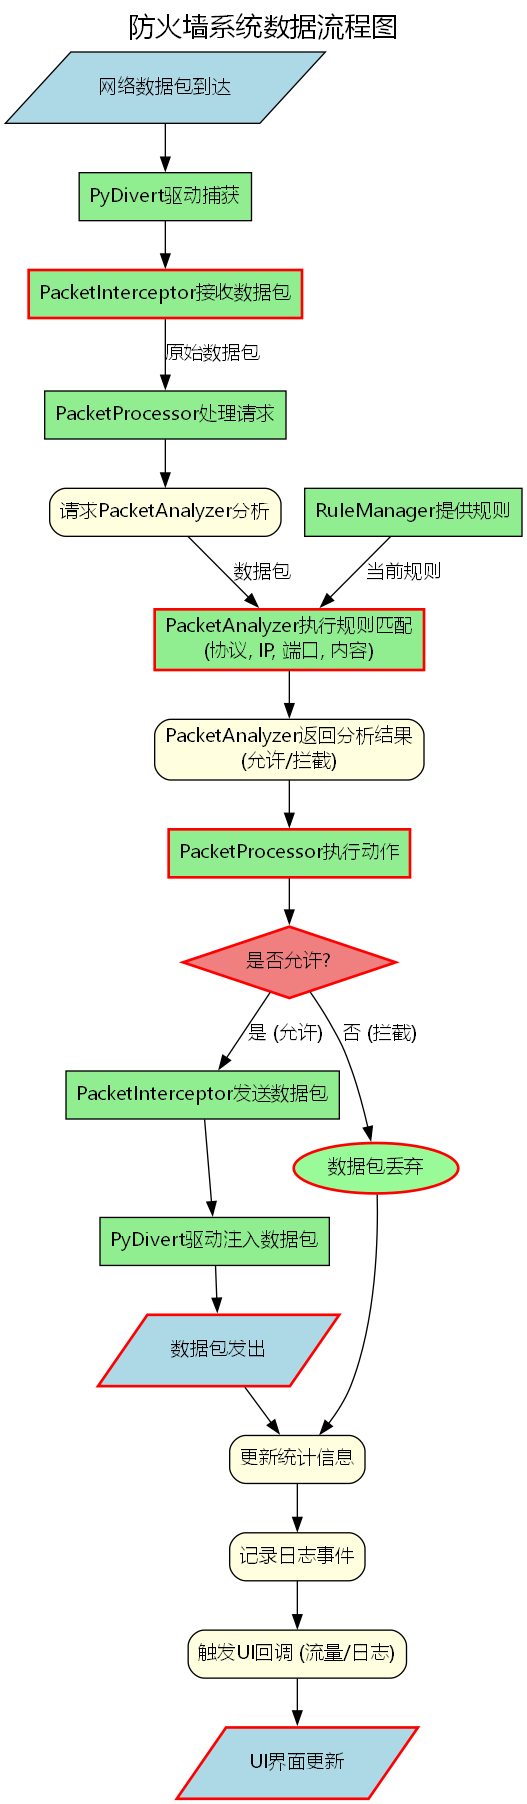 防火墙系统数据流程图
网络数据包到达
PyDivert驱动捕获
PacketInterceptor接收数据包
原始数据包
PacketProcessor处理请求
请求PacketAnalyzer分析
RuleManager提供规则
数据包
当前规则
PacketAnalyzer执行规则匹配
(协议, IP, 端口, 内容)
PacketAnalyzer返回分析结果
(允许/拦截)
PacketProcessor执行动作
是否允许?
是 (允许)
否 (拦截)
PacketInterceptor发送数据包
数据包丢弃
PyDivert驱动注入数据包
数据包发出
更新统计信息
记录日志事件
触发UI回调 (流量/日志)
UI界面更新